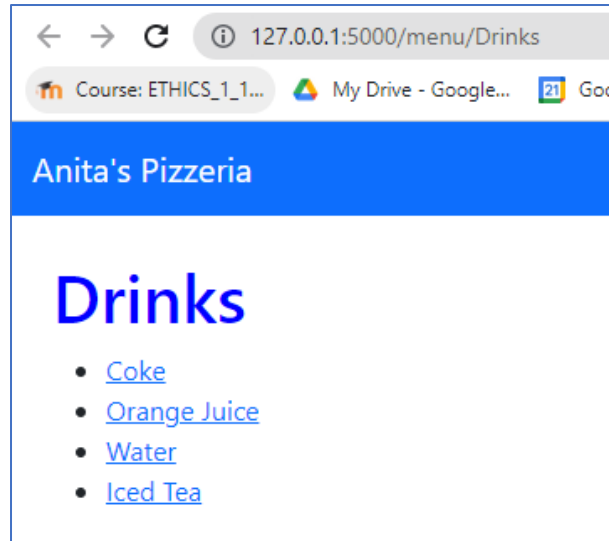 127.0.0.1:5000/menu/Drinks
Course: ETHICS_1_1... My Drive - Google... 21 Goo
Anita's Pizzeria
Drinks
Coke
Orange Juice
Water
Iced Tea